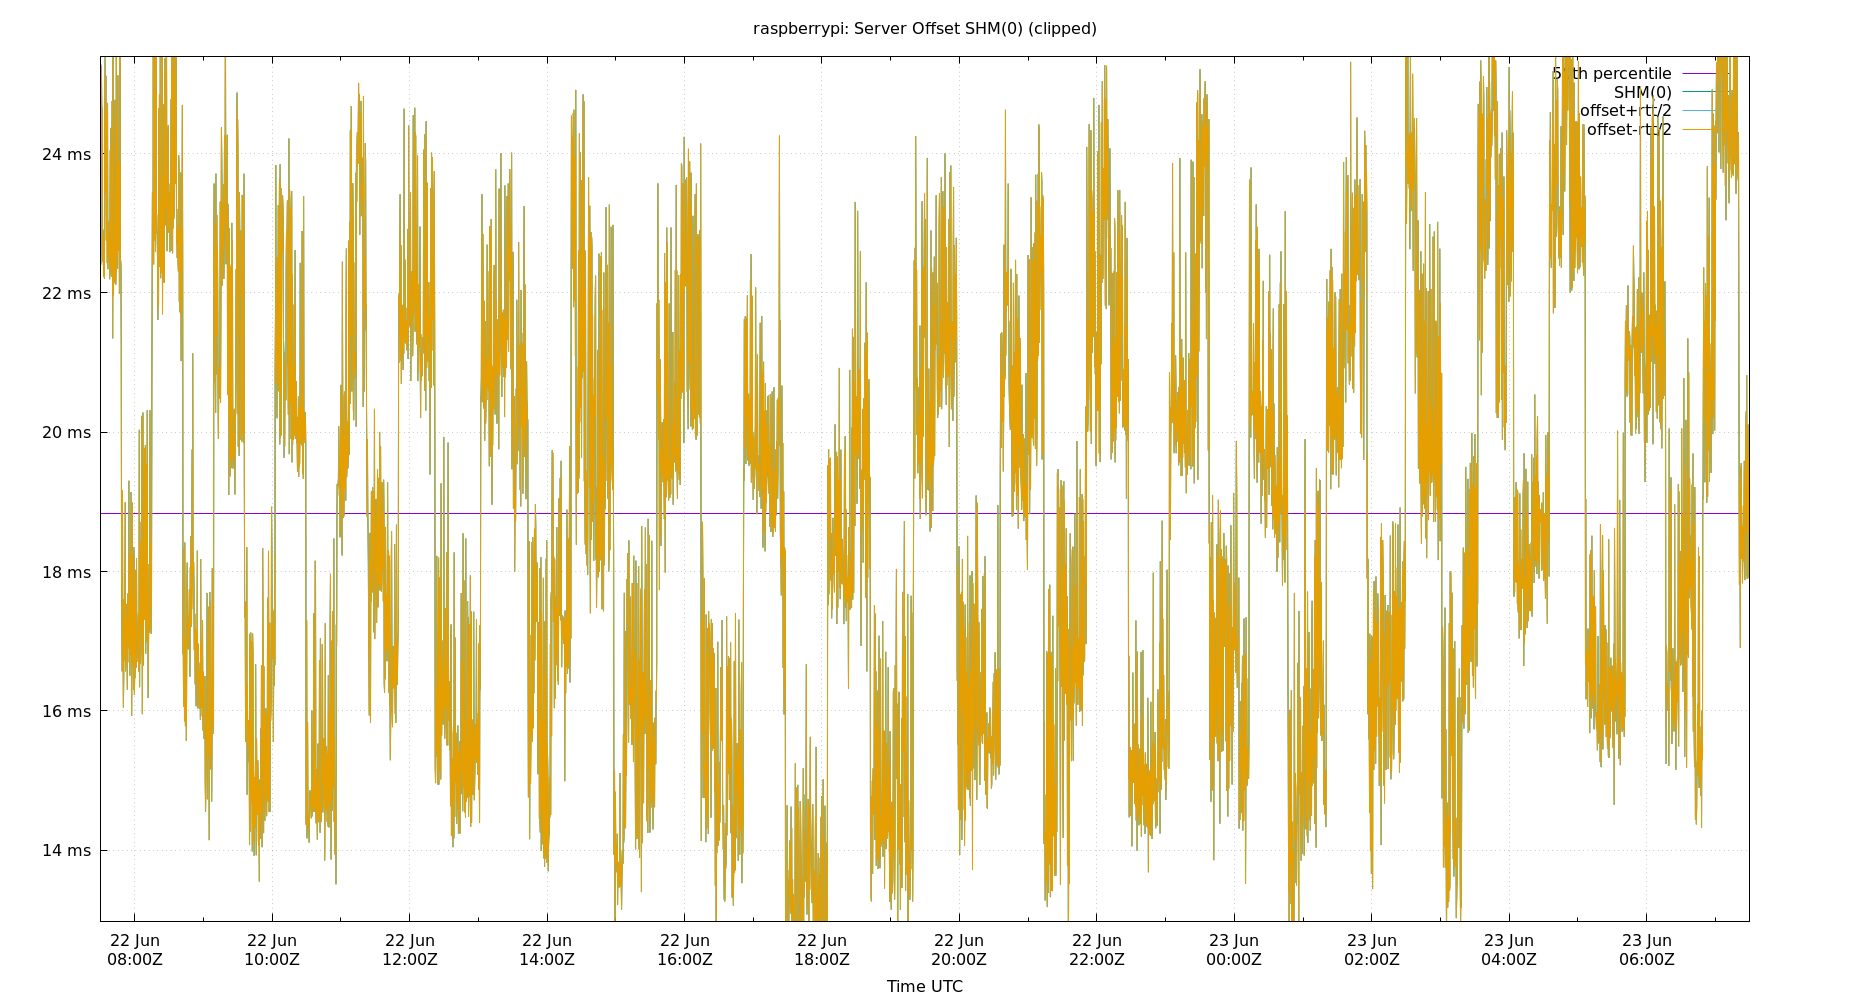 raspberrypi: Server Offset SHM(0) (clipped)
percentile
SHM(0)
offset+rtt/2
offset-rtt/2
24 ms
22 ms
20 ms
18 ms
16 ms
14 ms
22 Jun 22 Jun 22 Jun 22 Jun 22 Jun 22 Jun 22 Jun 22 Jun 23 Jun 23 Jun 23 Jun 23 Jun
08:00Z 10:00Z 12:00Z 14:00Z 16:00Z 18:00Z 20:00Z 22:00Z 00:00Z 02:00Z 04:00Z 06:00Z
Time UTC